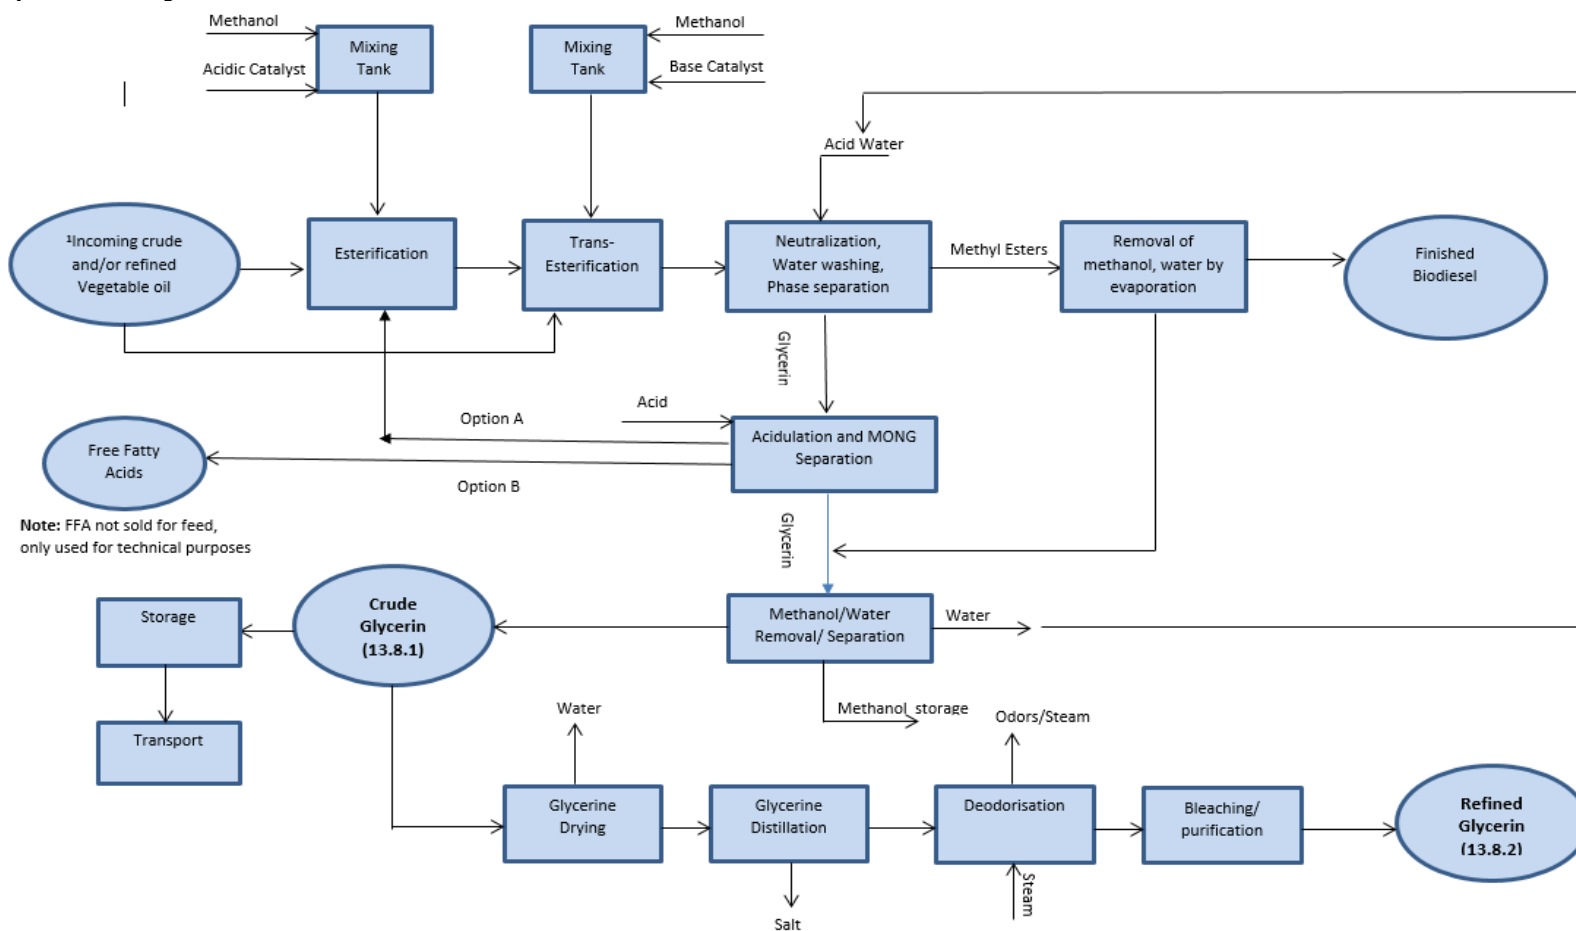 Methanol
Acidic Catalyst
Mixing
Tank
Mixing
Tank
Methanol
Base Catalyst
Acid Water
¹Incoming crude
and/or refined
Vegetable oil
Esterification
Trans-
Esterification
Neutralization,
Water washing,
Phase separation
Methyl Esters
Removal of
methanol, water by
evaporation
Finished
Biodiesel
Glycerin
Option A
Acid
Acidulation and MONG
Separation
Free Fatty
Acids
Option B
Note: FFA not sold for feed,
only used for technical purposes
Glycerin
Storage
Crude
Glycerin
(13.8.1)
Methanol/Water
Removal/ Separation
Water
Transport
Water
Methanol storage
Odors/Steam
Glycerine
Drying
Glycerine
Distillation
Deodorisation
Bleaching/
purification
Refined
Glycerin
(13.8.2)
Salt
Steam